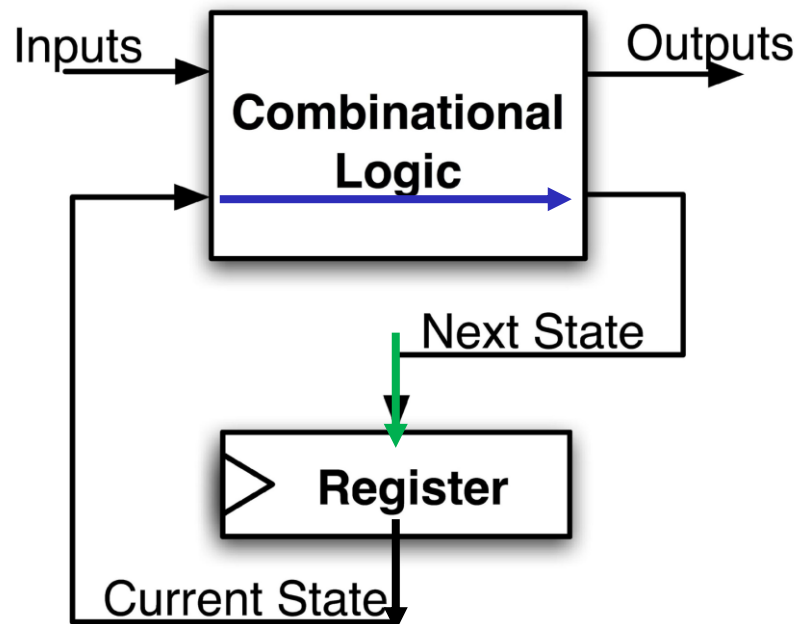 Inputs
Outputs
Combinational
Logic
Next State
Register
Current State